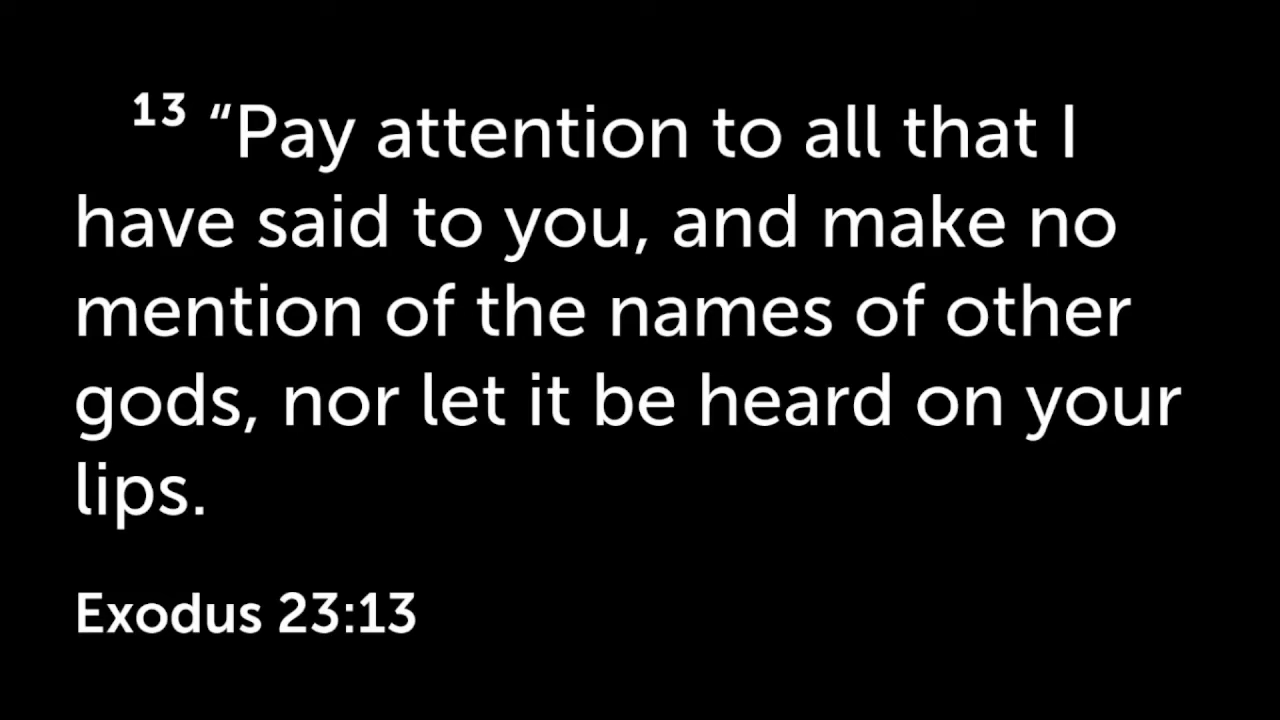 13 “Pay attention to all that I
have said to you, and make no
mention of the names of other
gods, nor let it be heard on your
lips.
Exodus 23:13